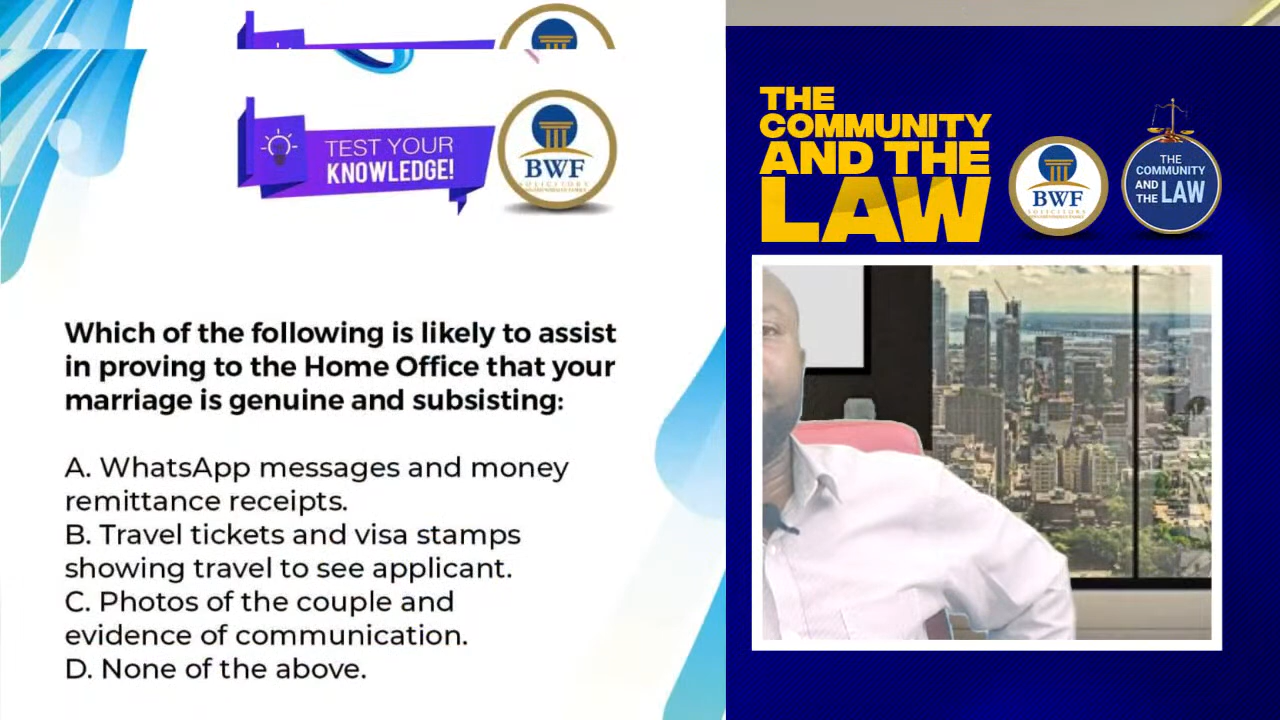 TEST YOUR
KNOWLEDGE!
BWF
SOLICITORS
Which of the following is likely to assist
in proving to the Home Office that your
marriage is genuine and subsisting:
A. WhatsApp messages and money
remittance receipts.
B. Travel tickets and visa stamps
showing travel to see applicant.
C. Photos of the couple and
evidence of communication.
D. None of the above.
THE
COMMUNITY
AND THE
LAW
BWF
SOLICITORS
THE
COMMUNITY
AND
THE LAW